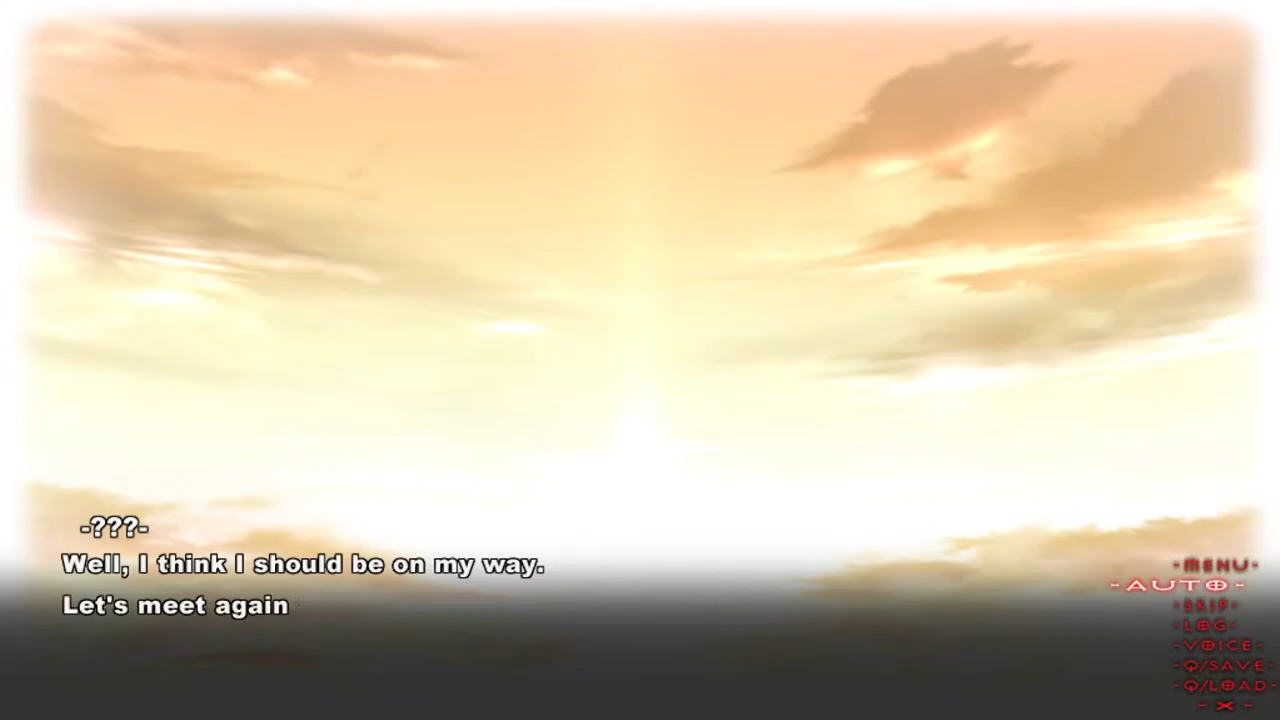 -???-
Well, I think I should be on my way.
Let's meet again
-MENU-
-AUTO-
-SKIP-
-LOG-
-VOICE-
-Q/SAVE-
-Q/LOAD-
-X-